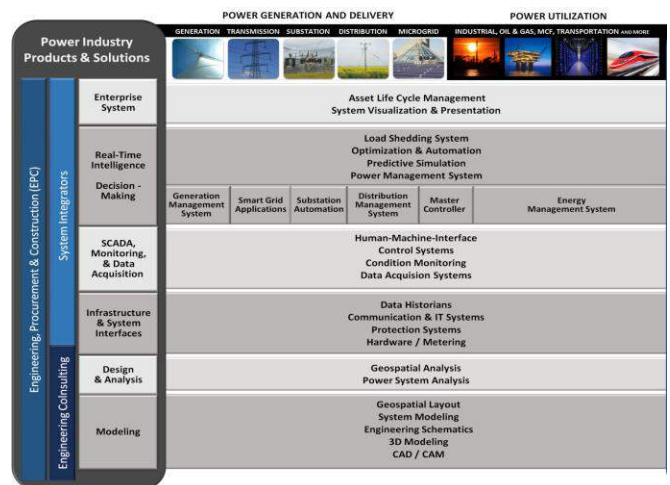 POWER GENERATION AND DELIVERY
POWER UTILIZATION
Power Industry
Products & Solutions
GENERATION TRANSMISSION SUBSTATION DISTRIBUTION MICROGRID
INDUSTRIAL, OIL & GAS, MCF, TRANSPORTATION AND MORE
Engineering, Procurement & Construction (EPC)
System Integrators
Engineering Colnsulting
Enterprise
System
Asset Life Cycle Management
System Visualization & Presentation
Real-Time
Intelligence
Decision -
Making
Load Shedding System
Optimization & Automation
Predictive Simulation
Power Management System
Generation
Management
System
Smart Grid
Applications
Substation
Automation
Distribution
Management
System
Master
Controller
Energy
Management System
SCADA,
Monitoring,
& Data
Acquisition
Human-Machine-Interface
Control Systems
Condition Monitoring
Data Acquision Systems
Infrastructure
& System
Interfaces
Data Historians
Communication & IT Systems
Protection Systems
Hardware / Metering
Design
& Analysis
Geospatial Analysis
Power System Analysis
Modeling
Geospatial Layout
System Modeling
Engineering Schematics
3D Modeling
CAD / CAM